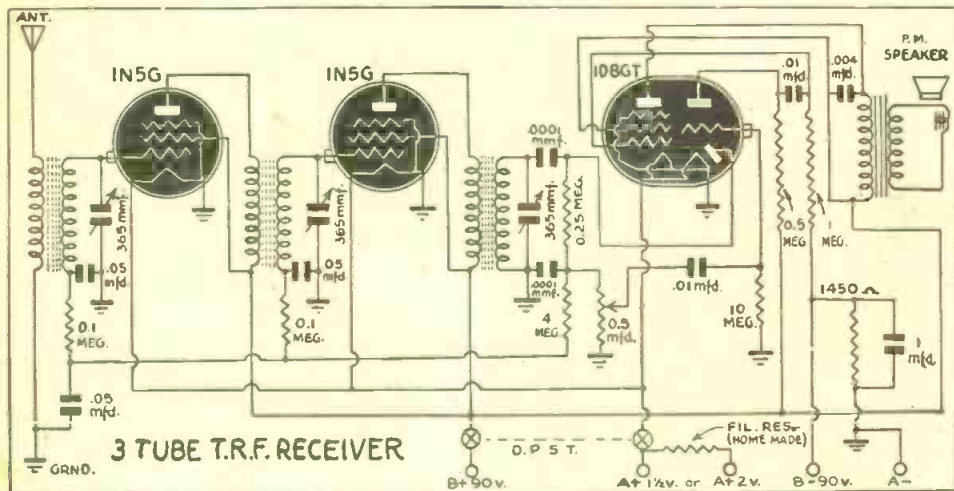 ANT.
1N5G
1N5G
1D8GT
P.M.
SPEAKER
.01
mfd.
.004
mfd.
.0001
mmf.
365 mmf.
365 mmf.
365 mmf.
0.25 MEG.
.05
mfd.
.05
mfd.
.0001
mmf.
.01 mfd.
0.5
MEG.
1
MEG.
1450 Ω
0.1
MEG.
0.1
MEG.
4
MEG.
0.5
mfd.
10
MEG.
1
mfd.
.05
mfd.
3 TUBE T.R.F. RECEIVER
GRND.
D.P.S.T.
FIL. RES.
(HOME MADE)
B+90v.
A+1½v. or
A+2v.
B-90v.
A-